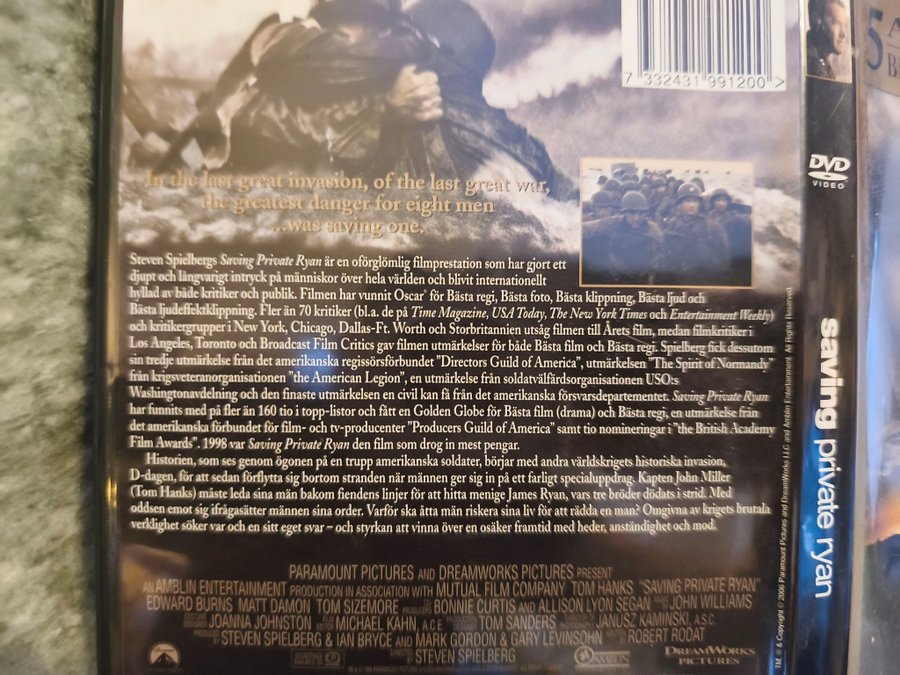 7 332431 991200 >
In the last great invasion, of the last great war,
the greatest danger for eight men
...was saving one.
Steven Spielbergs Saving Private Ryan är en oförglömlig filmprestation som har gjort ett
djupt och långvarigt intryck på människor över hela världen och blivit internationellt
hyllad av både kritiker och publik. Filmen har vunnit Oscar' för Bästa regi, Bästa foto, Bästa klippning, Bästa ljud och
Bästa ljudeffektklippning. Fler än 70 kritiker (bl.a. de på Time Magazine, USA Today, The New York Times och Entertainment Weekly)
och kritikergrupper i New York, Chicago, Dallas-Ft. Worth och Storbritannien utsåg filmen till Årets film, medan filmkritiker i
Los Angeles, Toronto och Broadcast Film Critics gav filmen utmärkelser för både Bästa film och Bästa regi. Spielberg fick dessutom
sin tredje utmärkelse från det amerikanska regissörsförbundet "Directors Guild of America", utmärkelsen "The Spirit of Normandy"
från krigsveteranorganisationen "the American Legion", en utmärkelse från soldatvälfärdsorganisationen USO:s
Washingtonavdelning och den finaste utmärkelsen en civil kan få från det amerikanska försvarsdepartementet. Saving Private Ryan
har funnits med på fler än 160 tio i topp-listor och fått en Golden Globe för Bästa film (drama) och Bästa regi, en utmärkelse från
det amerikanska förbundet för film- och tv-producenter "Producers Guild of America" samt tio nomineringar i "the British Academy
Film Awards". 1998 var Saving Private Ryan den film som drog in mest pengar.
Historien, som ses genom ögonen på en trupp amerikanska soldater, börjar med andra världskrigets historiska invasion,
D-dagen, för att sedan förflytta sig bortom stranden när männen ger sig in på ett farligt specialuppdrag. Kapten John Miller
(Tom Hanks) måste leda sina män bakom fiendens linjer för att hitta menige James Ryan, vars tre bröder dödats i strid. Med
oddsen emot sig ifrågasätter männen sina order. Varför ska åtta män riskera sina liv för att rädda en man? Omgivna av krigets brutala
verklighet söker var och en sitt eget svar – och styrkan att vinna över en osäker framtid med heder, anständighet och mod.
PARAMOUNT PICTURES AND DREAMWORKS PICTURES PRESENT
AN AMBLIN ENTERTAINMENT PRODUCTION IN ASSOCIATION WITH MUTUAL FILM COMPANY TOM HANKS "SAVING PRIVATE RYAN"
EDWARD BURNS MATT DAMON TOM SIZEMORE BONNIE CURTIS AND ALLISON LYON SEGAN JOHN WILLIAMS
JOANNA JOHNSTON MICHAEL KAHN, A.C.E. TOM SANDERS JANUSZ KAMINSKI, A.S.C. ROBERT RODAT
STEVEN SPIELBERG & IAN BRYCE AND MARK GORDON & GARY LEVINSOHN
STEVEN SPIELBERG
Paramount
DREAMWORKS
PICTURES
TM, ® & Copyright © 2006 Paramount Pictures and DreamWorks LLC and Amblin Entertainment. All Rights Reserved.
DVD
VIDEO
saving private ryan
5 A
B